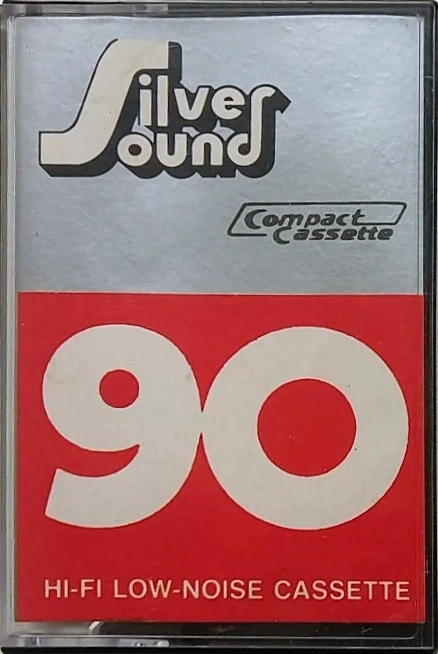 Silver
Sound
Compact
Cassette
90
HI-FI LOW-NOISE CASSETTE